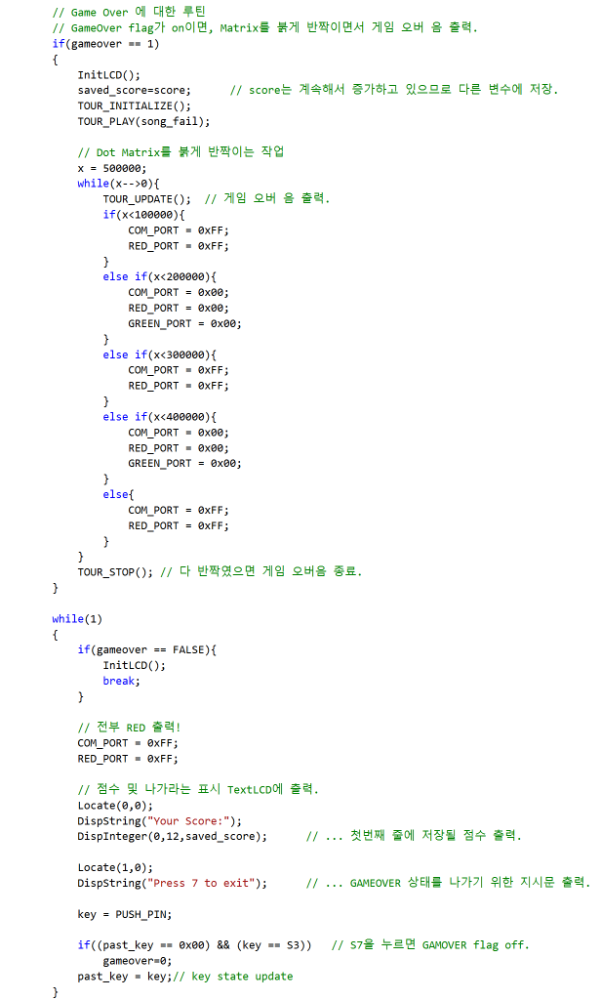 // Game Over 에 대한 루틴
// GameOver flag가 on이면, Matrix를 붉게 반짝이면서 게임 오버 음 출력.
if(gameover == 1)
{
InitLCD();
saved_score=score; // score는 계속해서 증가하고 있으므로 다른 변수에 저장.
TOUR_INITIALIZE();
TOUR_PLAY(song_fail);
// Dot Matrix를 붉게 반짝이는 작업
x = 500000;
while(x-->0){
TOUR_UPDATE(); // 게임 오버 음 출력.
if(x<100000){
COM_PORT = 0xFF;
RED_PORT = 0xFF;
}
else if(x<200000){
COM_PORT = 0x00;
RED_PORT = 0x00;
GREEN_PORT = 0x00;
}
else if(x<300000){
COM_PORT = 0xFF;
RED_PORT = 0xFF;
}
else if(x<400000){
COM_PORT = 0x00;
RED_PORT = 0x00;
GREEN_PORT = 0x00;
}
else{
COM_PORT = 0xFF;
RED_PORT = 0xFF;
}
}
TOUR_STOP(); // 다 반짝였으면 게임 오버음 종료.
}
while(1)
{
if(gameover == FALSE){
InitLCD();
break;
}
// 전부 RED 출력!
COM_PORT = 0xFF;
RED_PORT = 0xFF;
// 점수 및 나가라는 표시 TextLCD에 출력.
Locate(0,0);
DispString("Your Score:");
DispInteger(0,12,saved_score); // ... 첫번째 줄에 저장될 점수 출력.
Locate(1,0);
DispString("Press 7 to exit"); // ... GAMEOVER 상태를 나가기 위한 지시문 출력.
key = PUSH_PIN;
if((past_key == 0x00) && (key == S3)) // S7을 누르면 GAMOVER flag off.
gameover=0;
past_key = key;// key state update
}